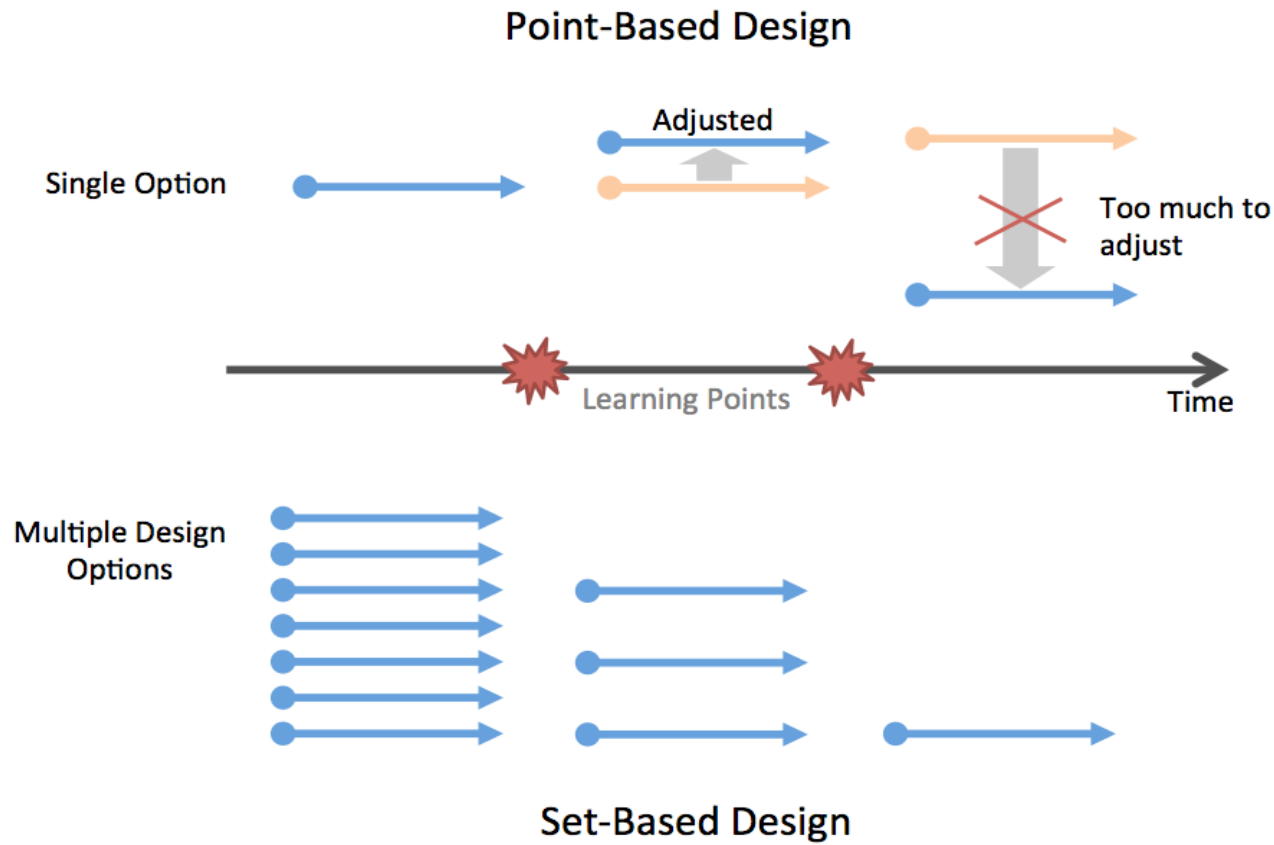 Point-Based Design
Adjusted
Single Option
Too much to
adjust
Learning Points
Time
Multiple Design
Options
Set-Based Design